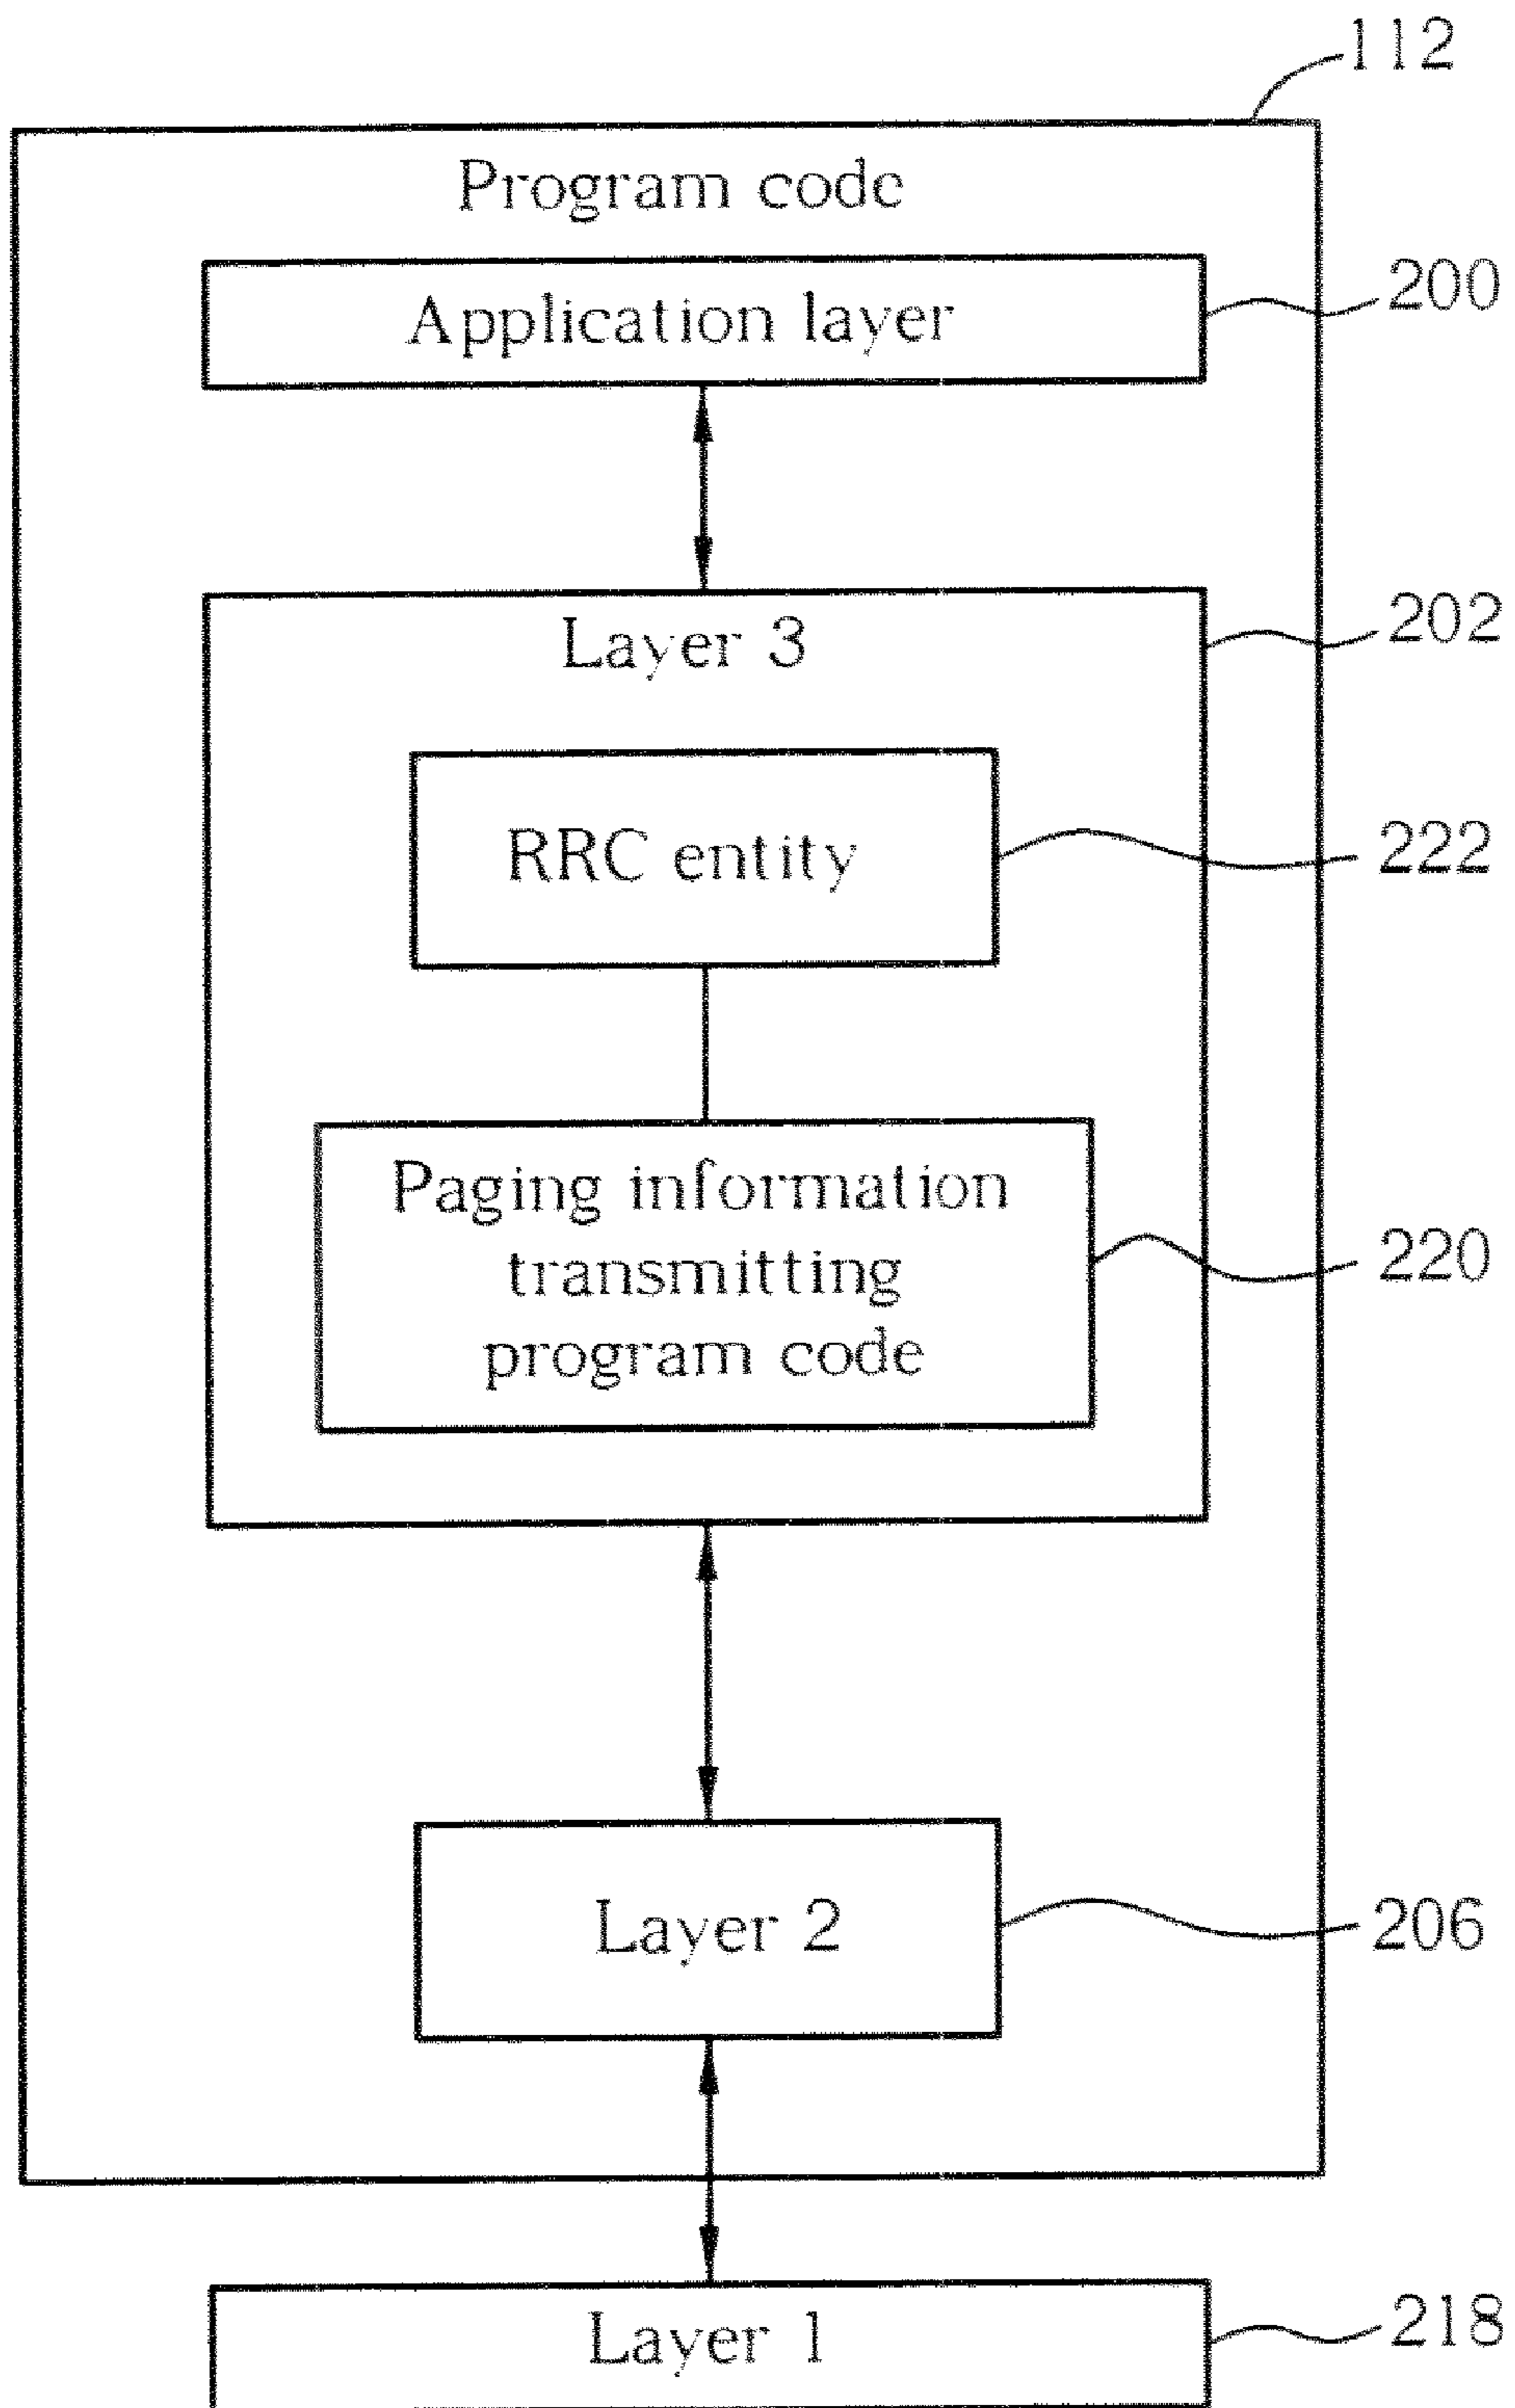 112
Program code
Application layer
200
Layer 3
202
RRC entity
222
Paging information
transmitting
program code
220
Layer 2
206
Layer 1
218